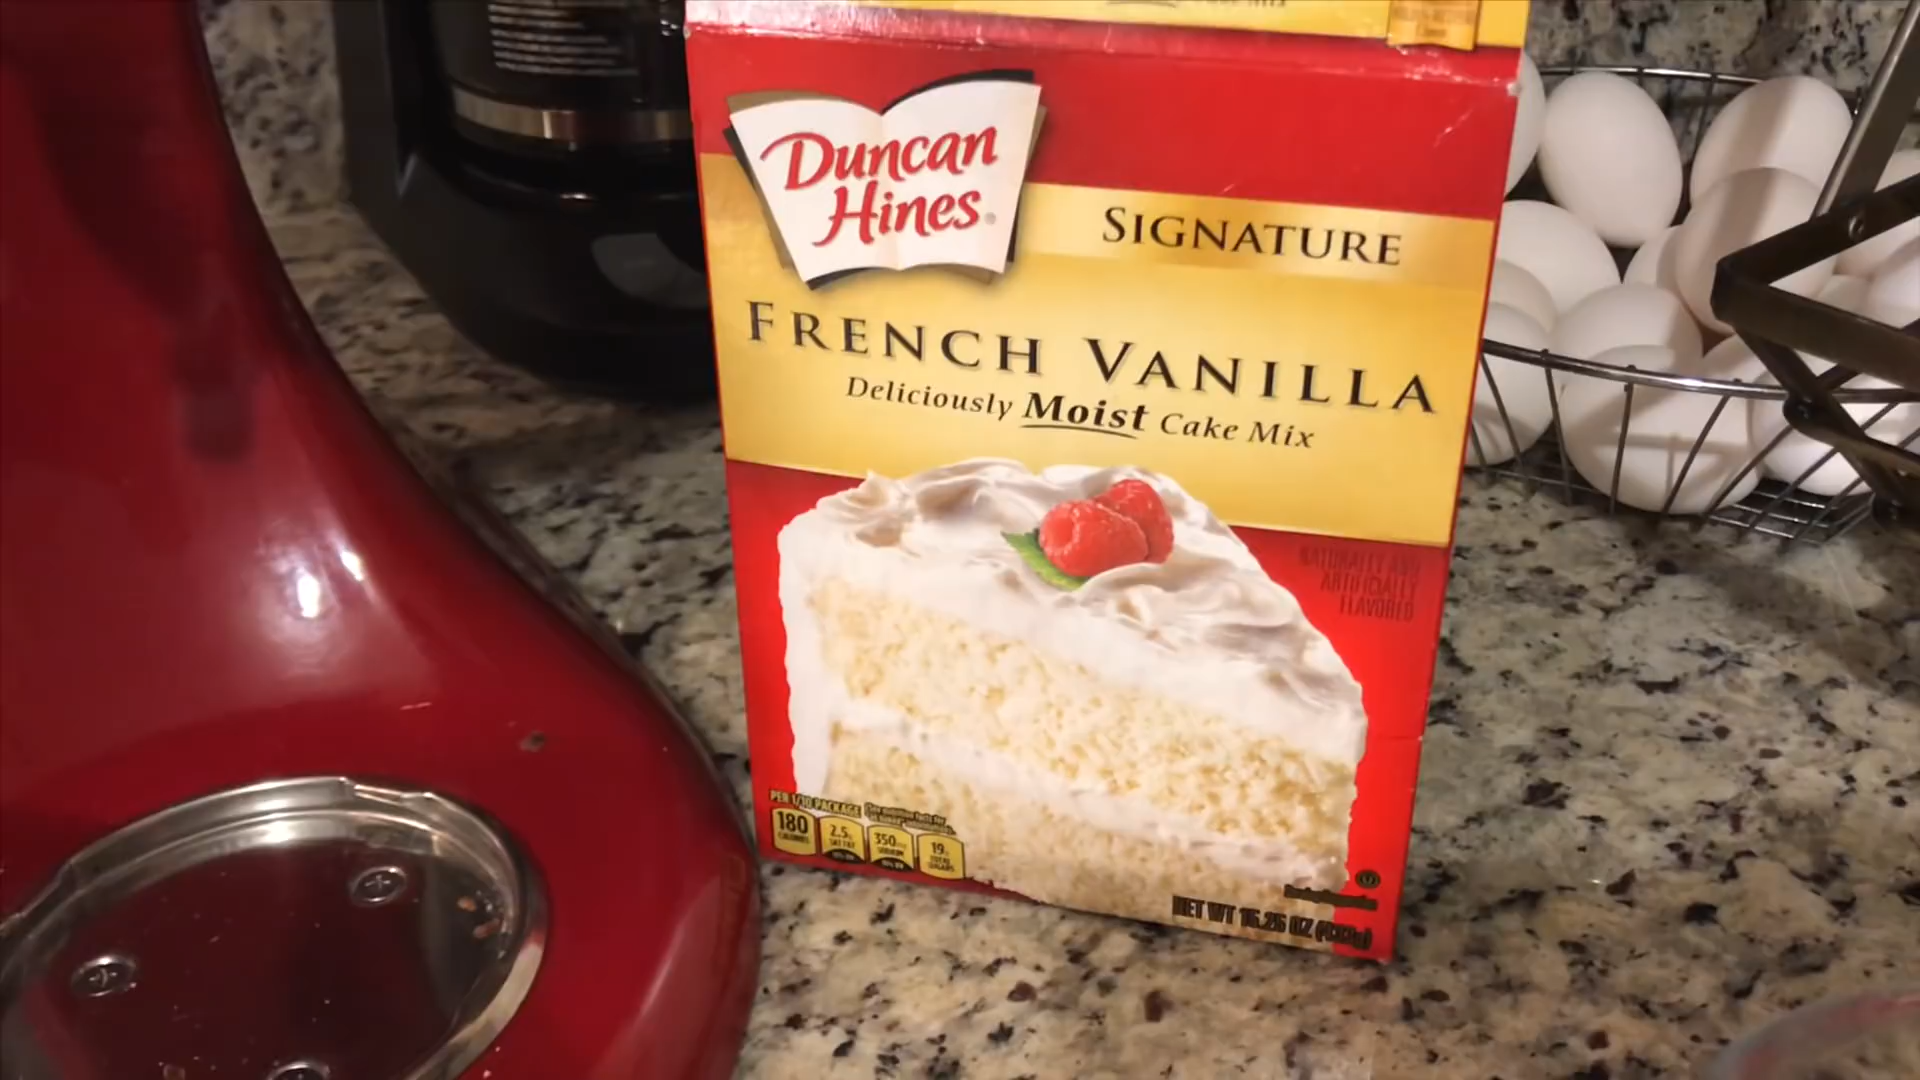 Duncan
Hines®
SIGNATURE
FRENCH VANILLA
Deliciously Moist Cake Mix
NATURALLY AND
ARTIFICIALLY
FLAVORED
PER 1/10 PACKAGE
180
CALORIES
2.5g
SAT FAT
350mg
SODIUM
19g
TOTAL
SUGARS
NET WT 15.25 OZ (432g)